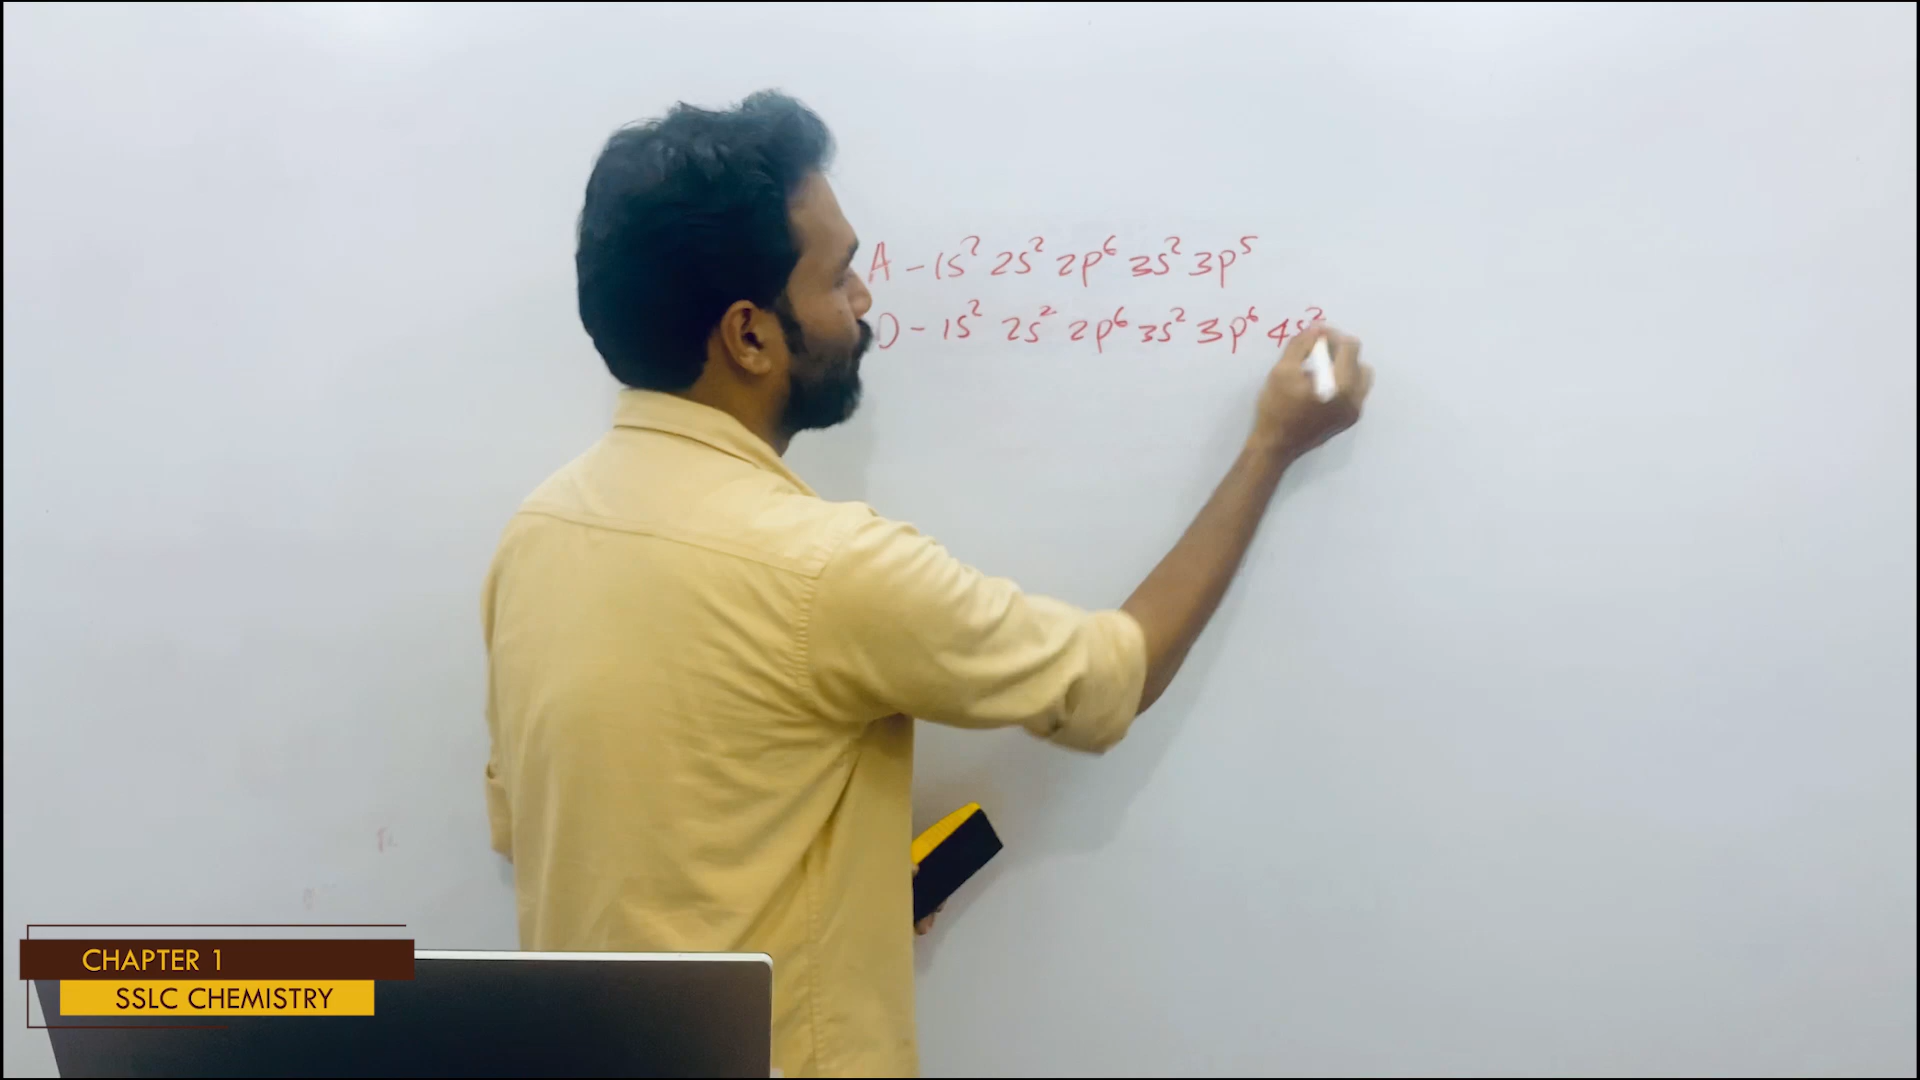 A - 1s² 2s² 2p⁶ 3s² 3p⁵
D - 1s² 2s² 2p⁶ 3s² 3p⁶ 4s²
CHAPTER 1
SSLC CHEMISTRY